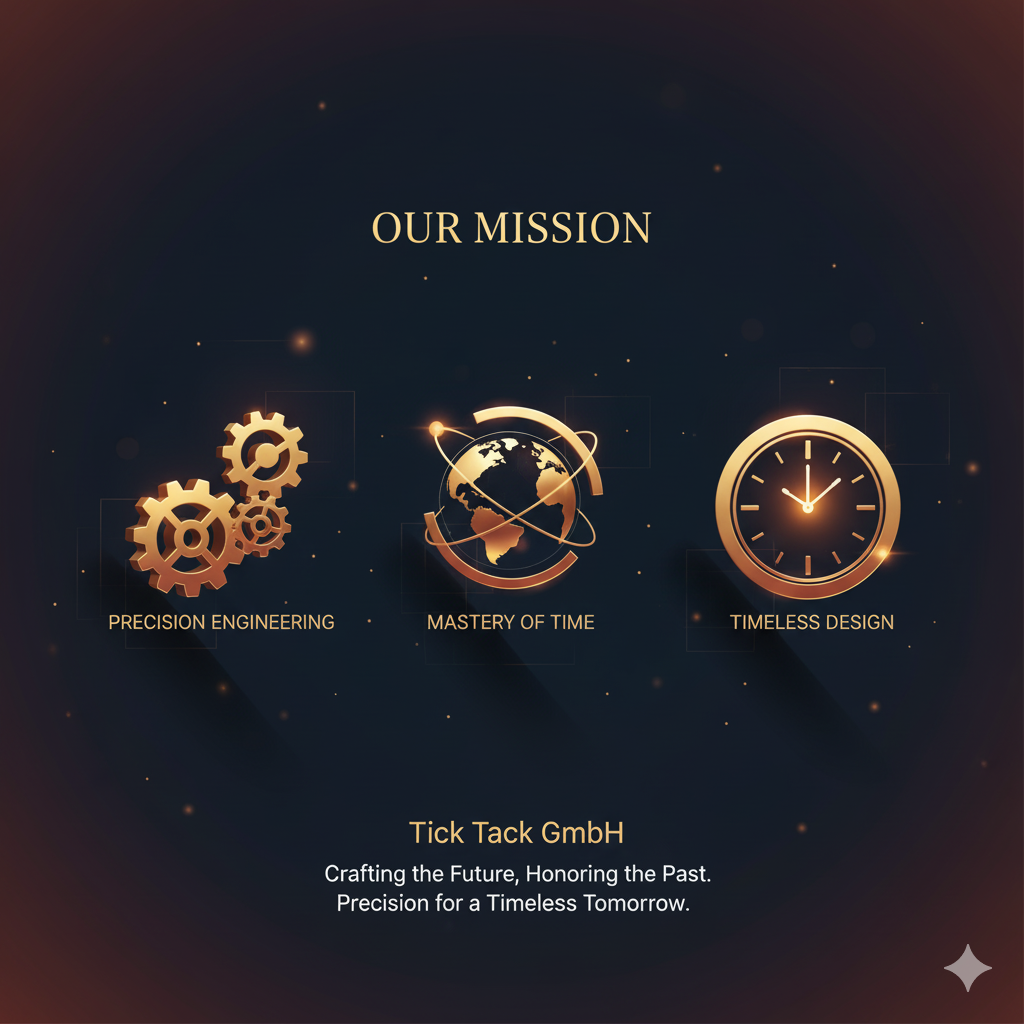 OUR MISSION
PRECISION ENGINEERING
MASTERY OF TIME
TIMELESS DESIGN
Tick Tack GmbH
Crafting the Future, Honoring the Past.
Precision for a Timeless Tomorrow.